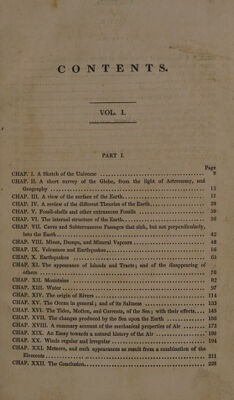 CONTENTS.
VOL. I.
PART I.
Page
CHAP. I. A Sketch of the Universe
CHAP. II. A short survey of the Globe, from the light of Astronomy, and
Geography ........ 11
CHAP. III. A view of the surface of the Earth ........ 17
CHAP. IV. A review of the different Theories of the Earth ........ 20
CHAP. V. Fossil-shells and other extraneous Fossils ........ 29
CHAP. VI. The internal structure of the Earth ........ 36
CHAP. VII. Caves and Subterraneous Passages that sink, but not perpendicularly,
into the Earth ........ 42
CHAP. VIII. Mines, Damps, and Mineral Vapours ........ 48
CHAP. IX. Volcanoes and Earthquakes ........ 56
CHAP. X. Earthquakes ........ 65
CHAP. XI. The appearance of Islands and Tracts; and of the disappearing of
others ........ 76
CHAP. XII. Mountains ........ 82
CHAP. XIII. Water ........ 97
CHAP. XIV. The origin of Rivers ........ 114
CHAP. XV. The Ocean in general; and of its Saltness ........ 133
CHAP. XVI. The Tides, Motion, and Currents, of the Sea; with their effects.... 145
CHAP. XVII. The changes produced by the Sea upon the Earth ........ 156
CHAP. XVIII. A summary account of the mechanical properties of Air ........ 172
CHAP. XIX. An Essay towards a natural history of the Air ........ 180
CHAP. XX. Winds regular and irregular ........ 194
CHAP. XXI. Meteors, and such appearances as result from a combination of the
Elements ........ 211
CHAP. XXII. The Conclusion ........ 228